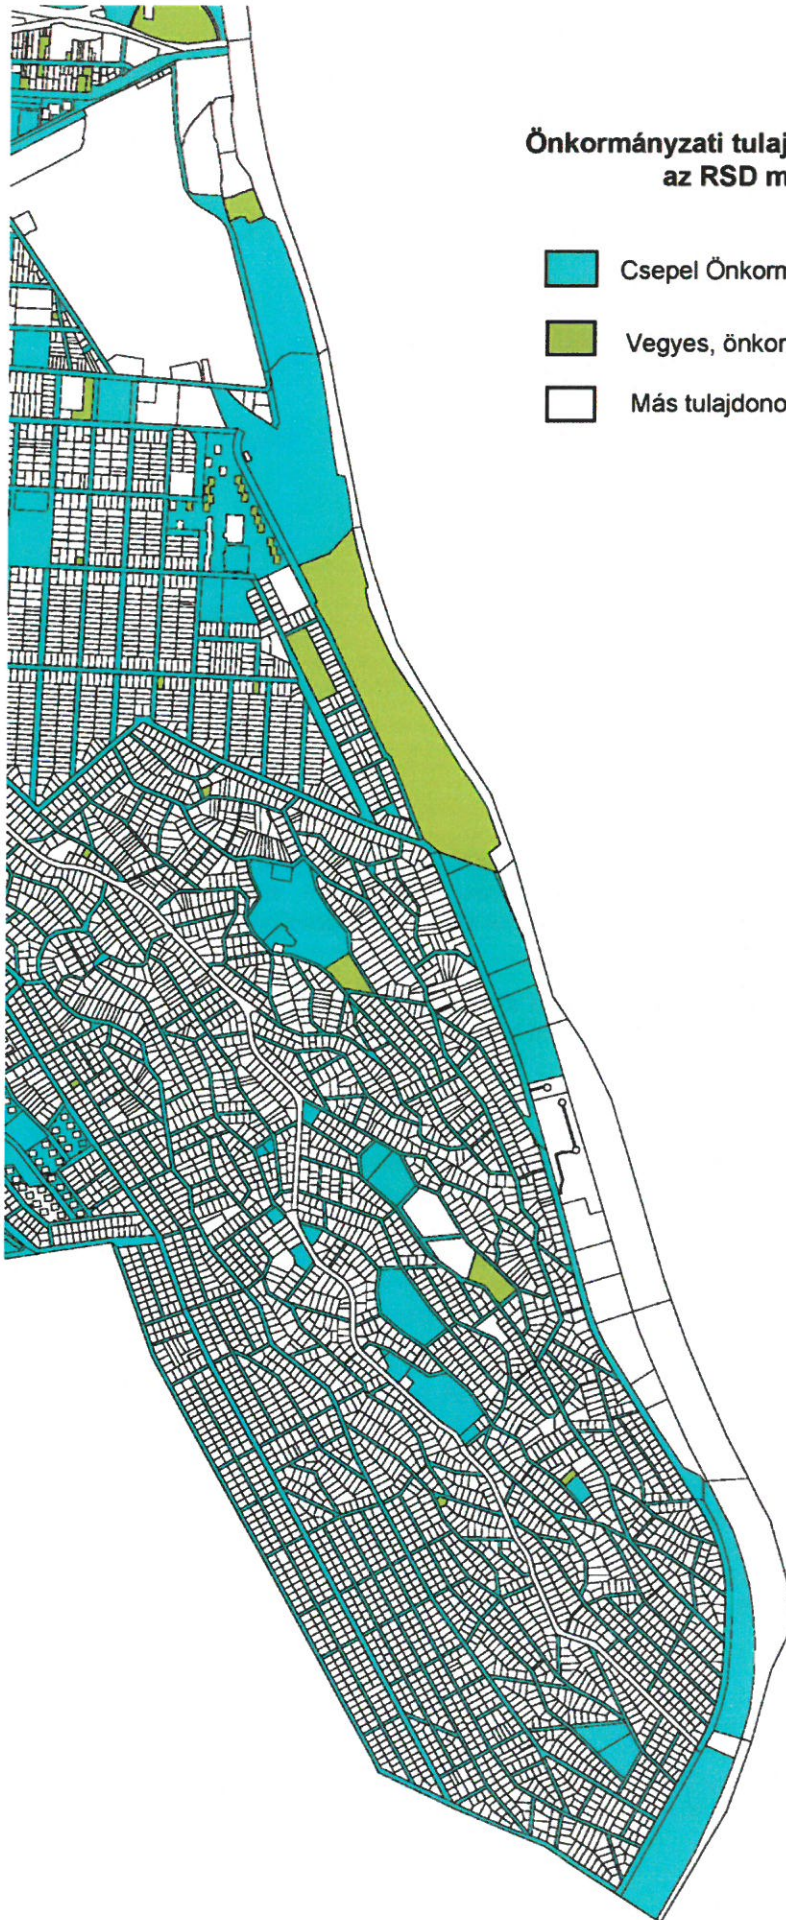 Önkormányzati tulaj
az RSD m
Csepel Önkorm
Vegyes, önkor
Más tulajdono